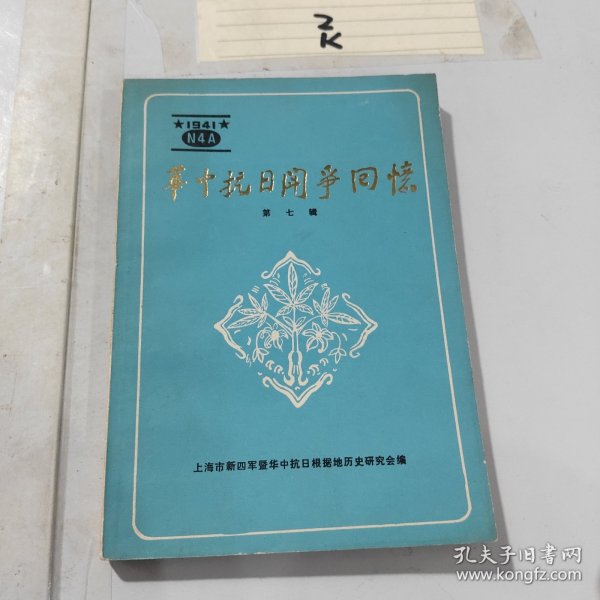 2
K
★1941★
N4A
華中抗日鬥爭回憶
第七辑
上海市新四军暨华中抗日根据地历史研究会编
孔夫子旧书网
www.kongfz.com